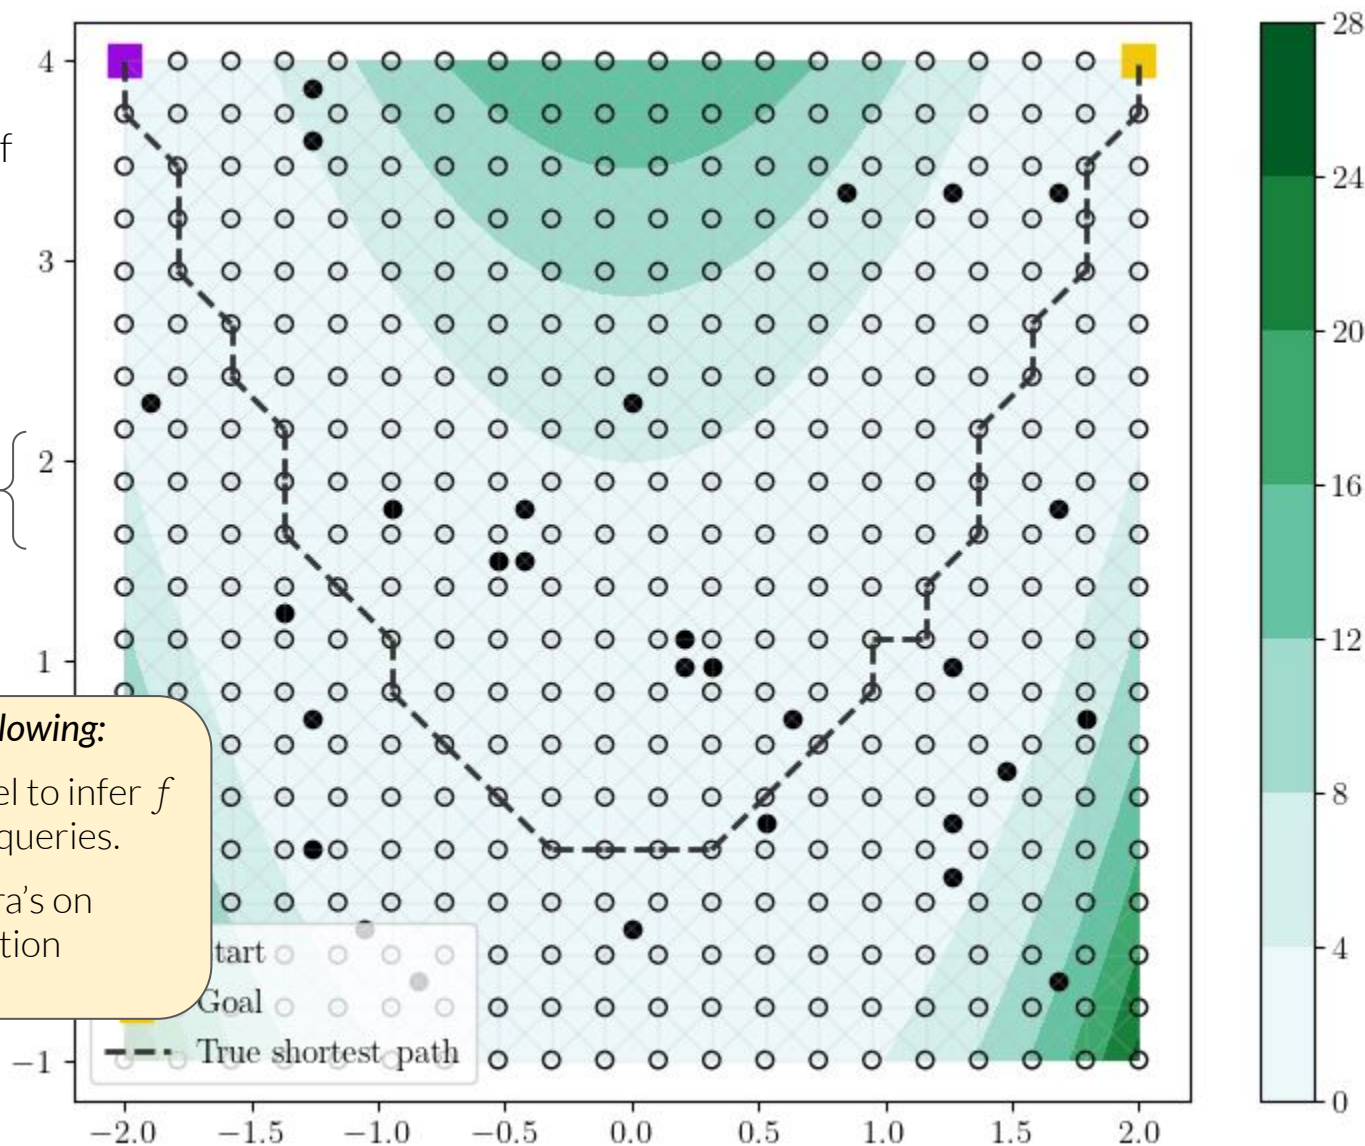 f
lowing:
el to infer f
queries.
ra's on
tion
tart
Goal
True shortest path
4
3
2
1
−1
−2.0 −1.5 −1.0 −0.5 0.0 0.5 1.0 1.5 2.0
28
24
20
16
12
8
4
0